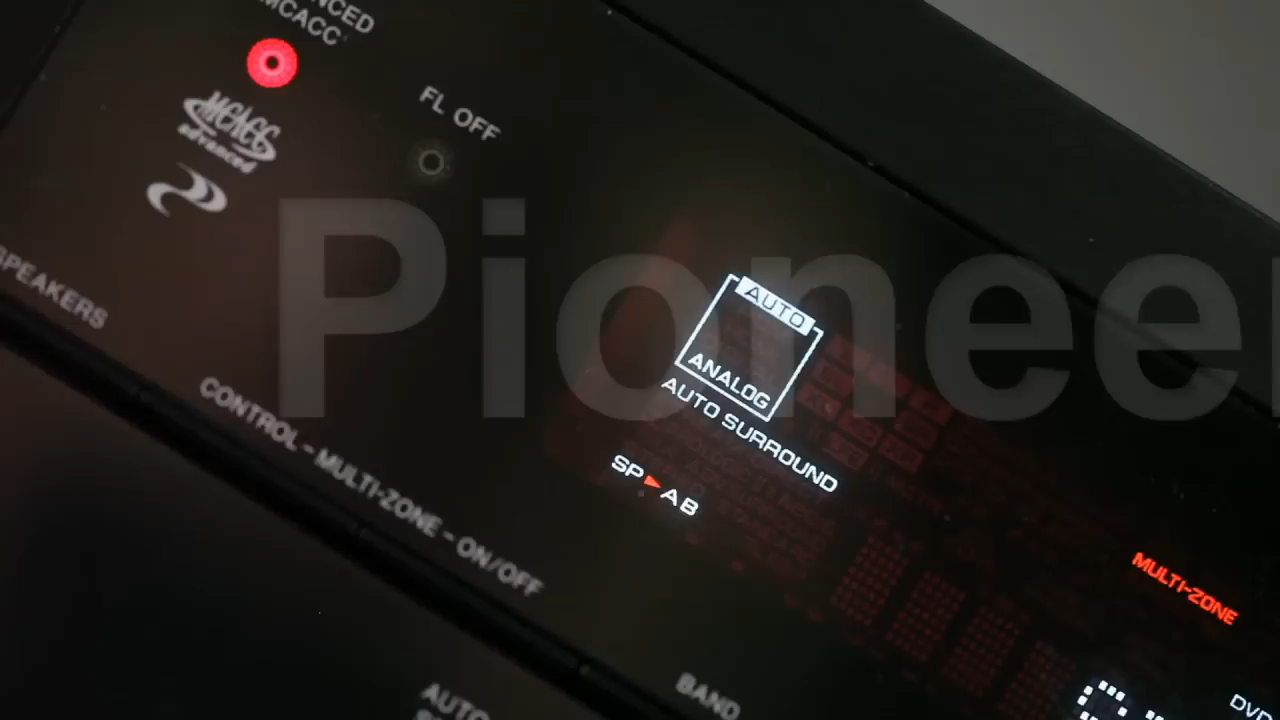 ADVANCED
MCACC
MCACC
advanced
FL OFF
Pioneer
SPEAKERS
AUTO
ANALOG
AUTO SURROUND
SP►AB
CONTROL – MULTI-ZONE – ON/OFF
MULTI-ZONE
BAND
AUTO
DVD